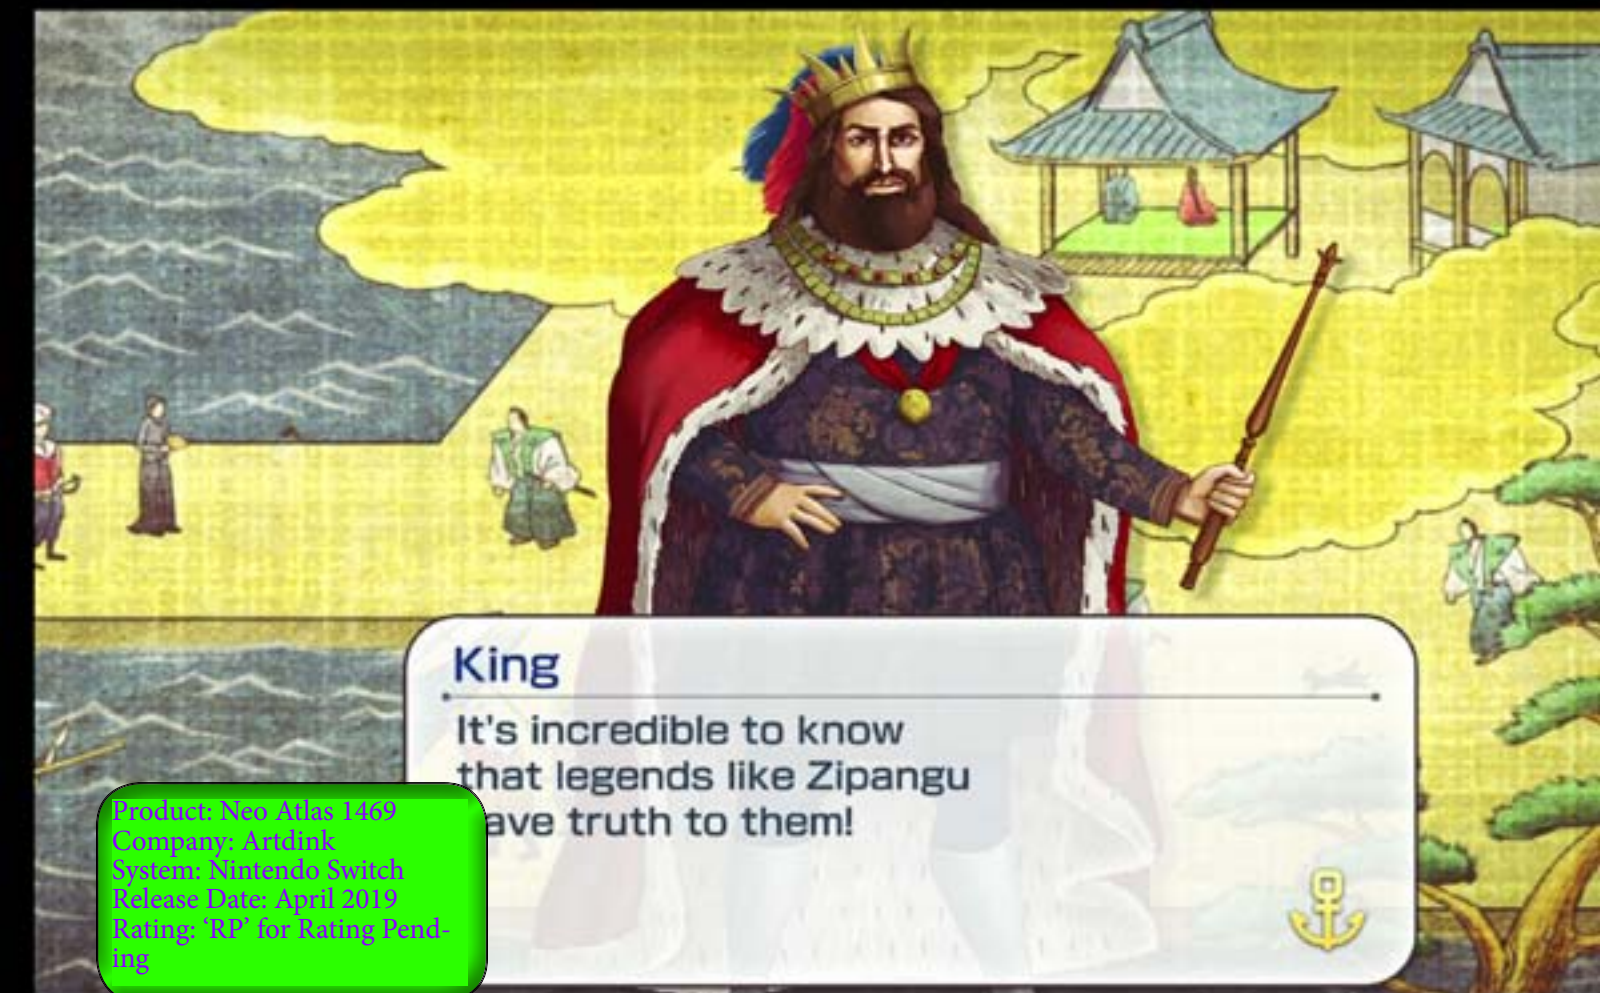 King
It's incredible to know
that legends like Zipangu
ave truth to them!
Product: Neo Atlas 1469
Company: Artdink
System: Nintendo Switch
Release Date: April 2019
Rating: ‘RP’ for Rating Pend-
ing